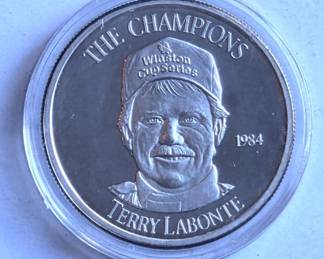 THE CHAMPIONS
Winston
Cup Series
1984
TERRY LABONTE